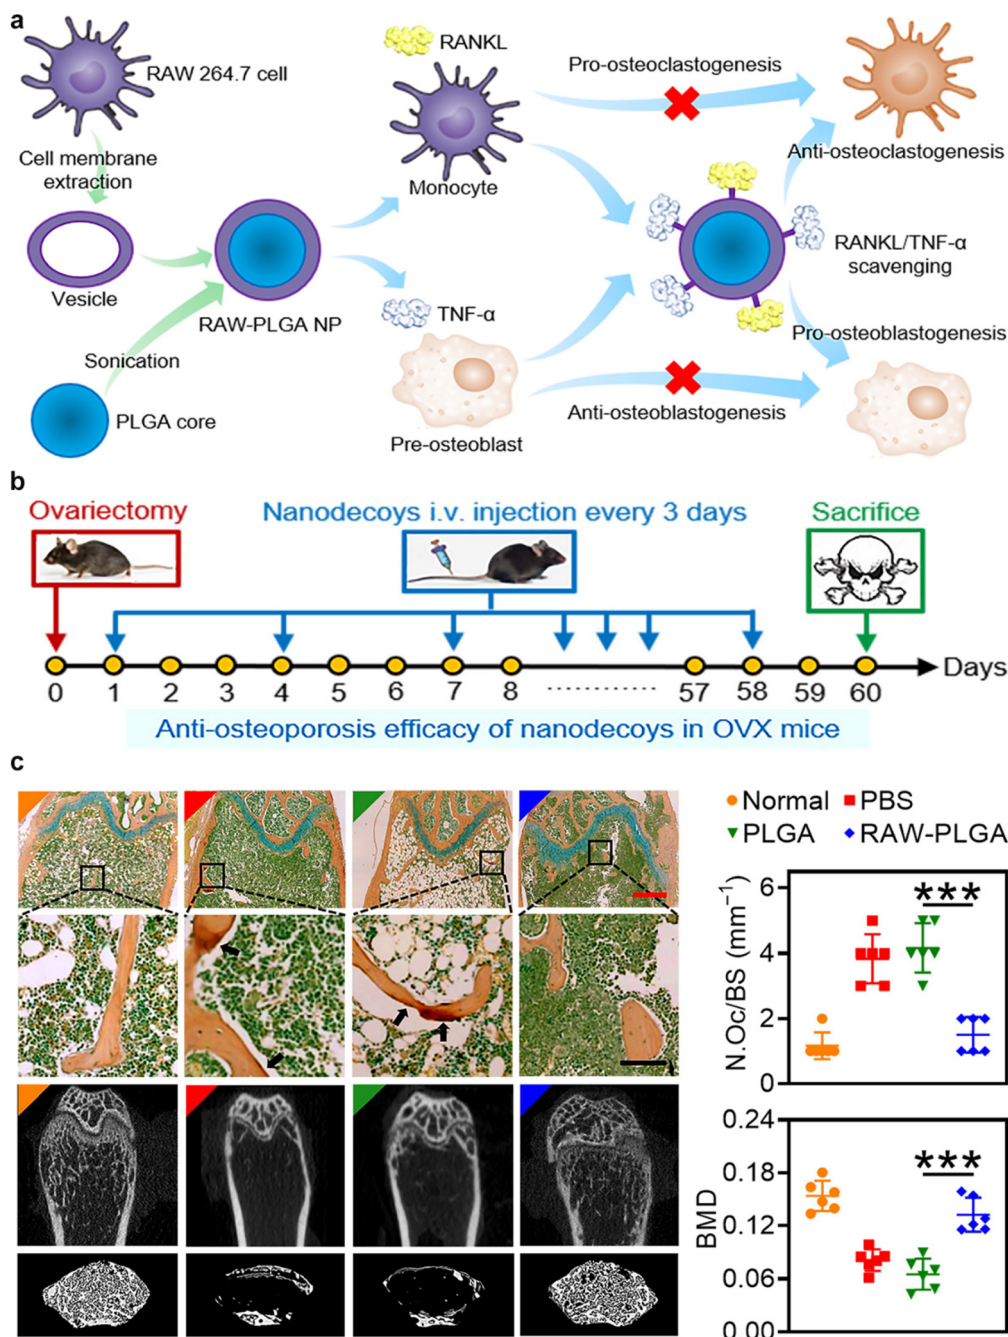 a
RAW 264.7 cell
Cell membrane
extraction
Vesicle
Sonication
PLGA core
RAW-PLGA NP
RANKL
Monocyte
TNF-α
Pre-osteoblast
Pro-osteoclastogenesis
Anti-osteoclastogenesis
RANKL/TNF-α
scavenging
Pro-osteoblastogenesis
Anti-osteoblastogenesis
b
Ovariectomy
Nanodecoys i.v. injection every 3 days
Sacrifice
0 1 2 3 4 5 6 7 8 57 58 59 60
Days
Anti-osteoporosis efficacy of nanodecoys in OVX mice
c
Normal PBS
PLGA RAW-PLGA
N.Oc/BS (mm⁻¹)
6
4
2
0
***
BMD
0.24
0.18
0.12
0.06
0.00
***